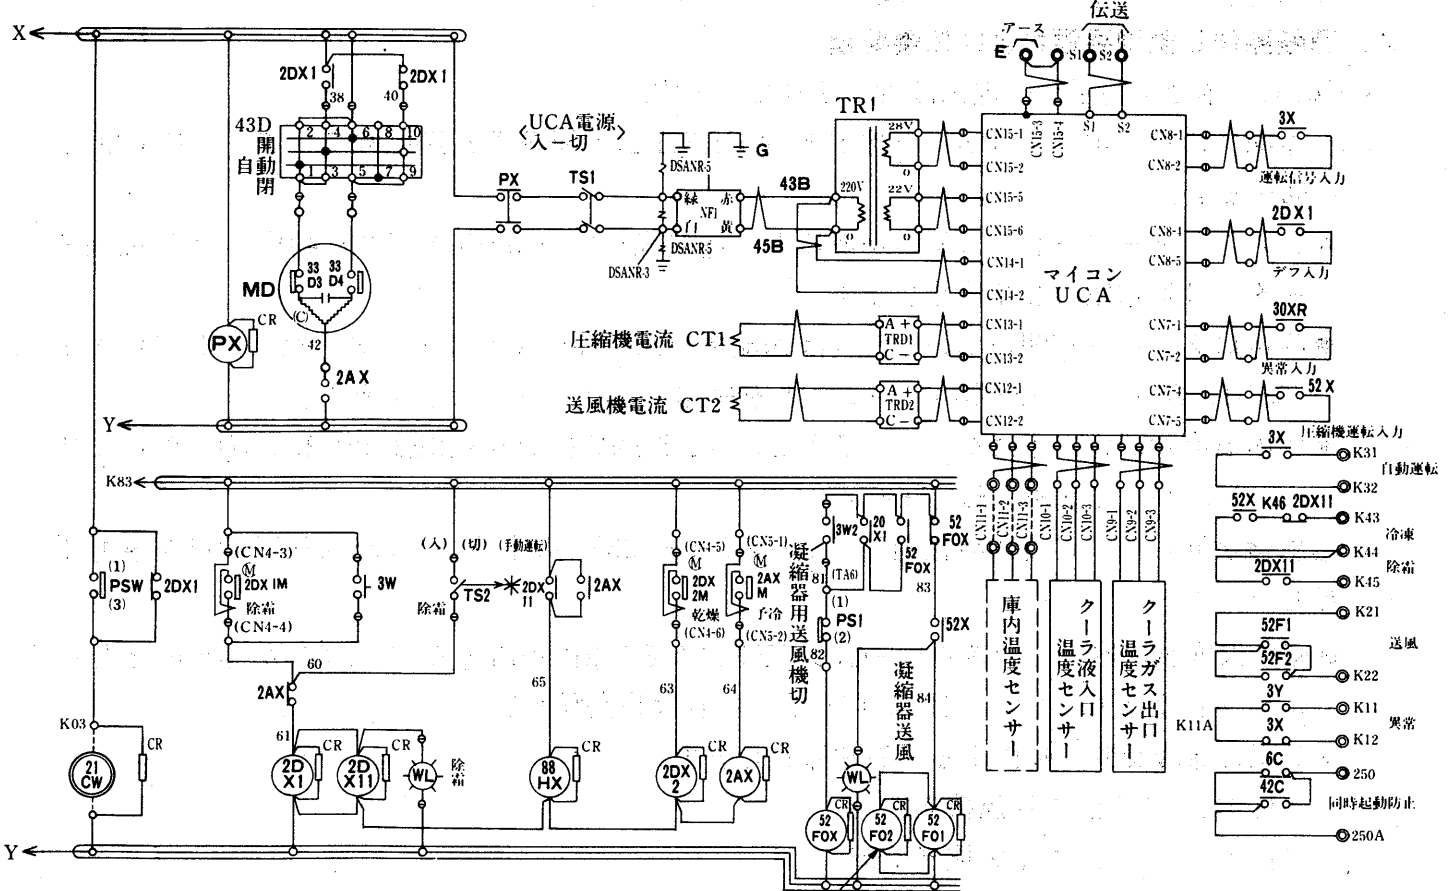 X
2DX1
2DX1
38
40
43D
開
自動
閉
2 4 6 8 10
1 3 5 7 9
MD
33 D3
33 D4
(C)
42
2AX
PX
CR
Y
〈UCA電源〉
入－切
PX
TS1
DSANR-5
G
緑
赤
NF1
白
黄
DSANR-5
DSANR-3
43B
45B
TR1
28V
0
220V
22V
0
0
アース
E
伝送
S1
S2
CN15-1
CN15-3
CN15-4
S1
S2
CN15-2
CN15-5
CN15-6
CN14-1
CN14-2
CN13-1
CN13-2
CN12-1
CN12-2
マイコン
UCA
CN8-1
CN8-2
CN8-4
CN8-5
CN7-1
CN7-2
CN7-4
CN7-5
3X
運転信号入力
2DX1
デフ入力
30XR
異常入力
52X
圧縮機運転入力
圧縮機電流 CT1
A +
TRD1
C -
送風機電流 CT2
A +
TRD2
C -
CN11-1
CN11-2
CN11-3
CN10-1
CN10-2
CN10-3
CN9-1
CN9-2
CN9-3
庫内温度センサー
クーラ液入口
温度センサー
クーラガス出口
温度センサー
3X
K31
自動運転
K32
52X
K46
2DX11
K43
冷凍
K44
除霜
2DX11
K45
K21
52F1
送風
52F2
K22
3Y
K11
K11A
異常
3X
K12
6C
250
42C
同時起動防止
250A
K83
(1)
PSW
(3)
2DX1
K03
21
CW
CR
(CN4-3)
M
2DX1M
除霜
(CN4-4)
3W
60
2AX
61
2D
X1
CR
2D
X11
CR
WL
除霜
(入)
(切)
除霜
TS2
(手動運転)
2DX
11
2AX
65
88
HX
CR
(CN4-5)
M
2DX
2M
乾燥
(CN4-6)
63
2DX
2
CR
(CN5-1)
M
2AX
M
予冷
(CN5-2)
64
2AX
CR
凝縮器用送風機切
3W2
20
X1
52
FOX
52
FOX
81
(TA6)
83
(1)
PS1
(2)
82
52X
凝縮器送風
84
WL
52
FOX
CR
52
FO2
CR
52
FO1
CR
Y